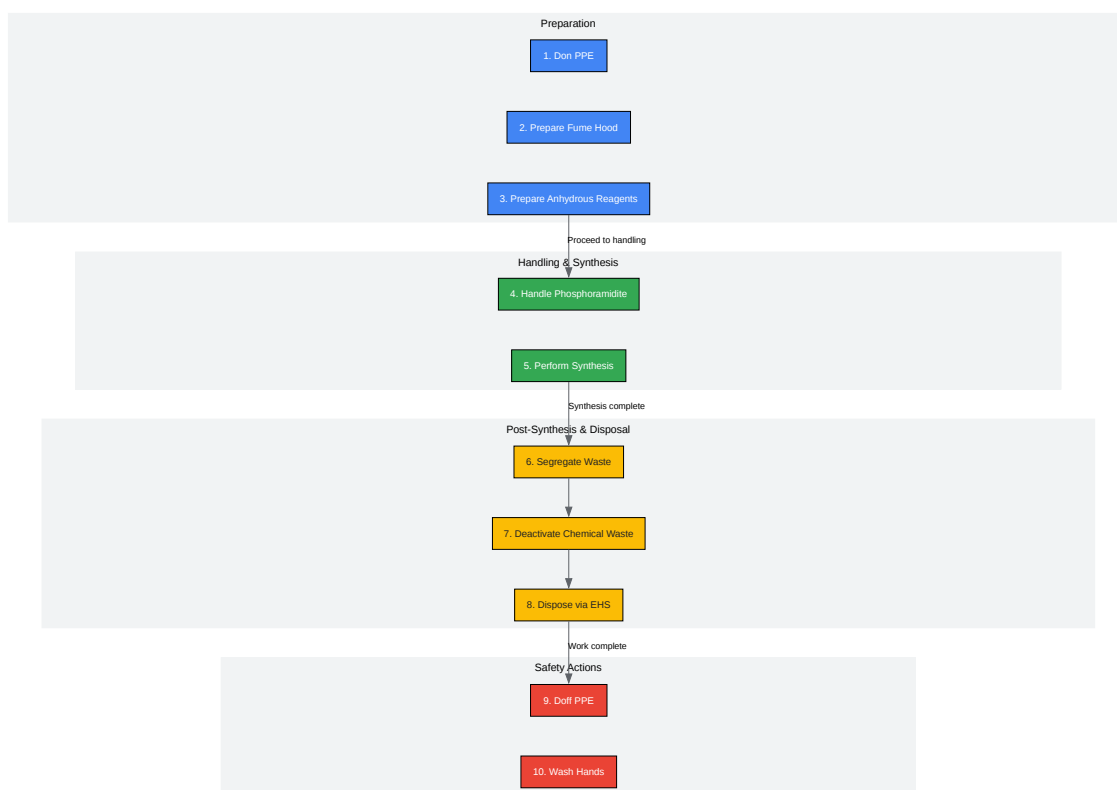 Preparation
1. Don PPE
2. Prepare Fume Hood
3. Prepare Anhydrous Reagents
Proceed to handling
Handling & Synthesis
4. Handle Phosphoramidite
5. Perform Synthesis
Synthesis complete
Post-Synthesis & Disposal
6. Segregate Waste
7. Deactivate Chemical Waste
8. Dispose via EHS
Work complete
Safety Actions
9. Doff PPE
10. Wash Hands